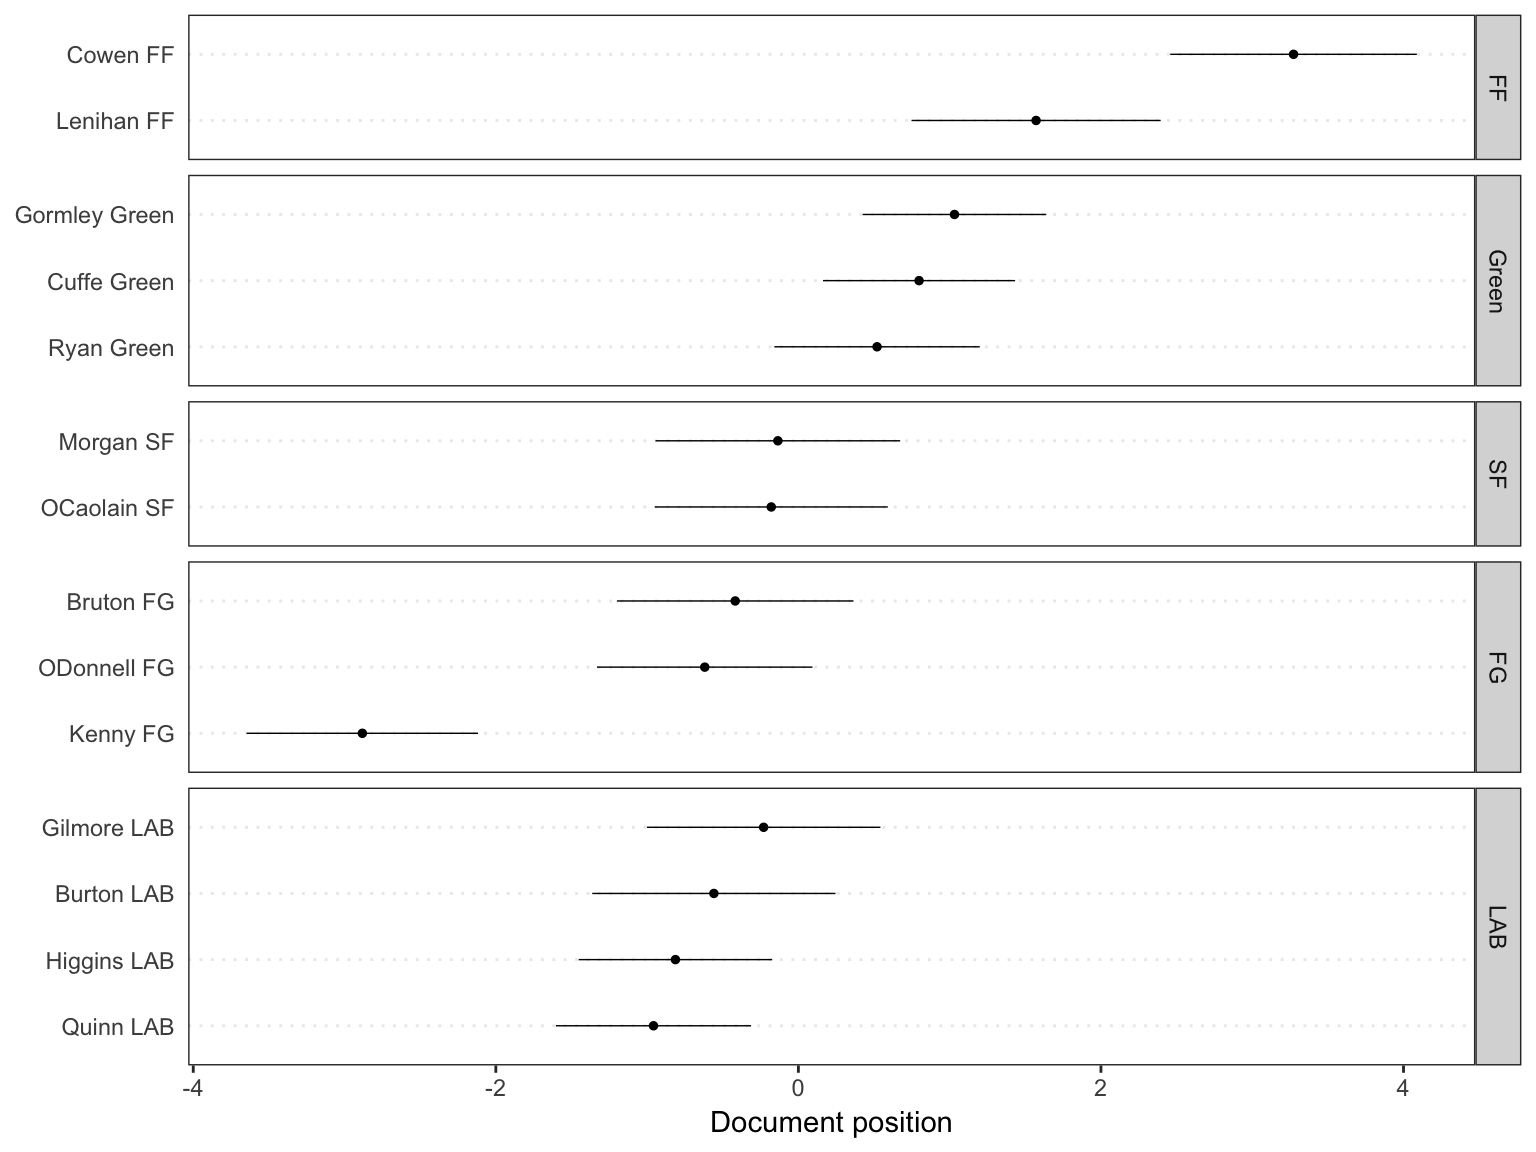 Cowen FF
Lenihan FF
FF
Gormley Green
Cuffe Green
Ryan Green
Green
Morgan SF
OCaolain SF
SF
Bruton FG
ODonnell FG
Kenny FG
FG
Gilmore LAB
Burton LAB
Higgins LAB
Quinn LAB
LAB
-4 -2 0 2 4
Document position